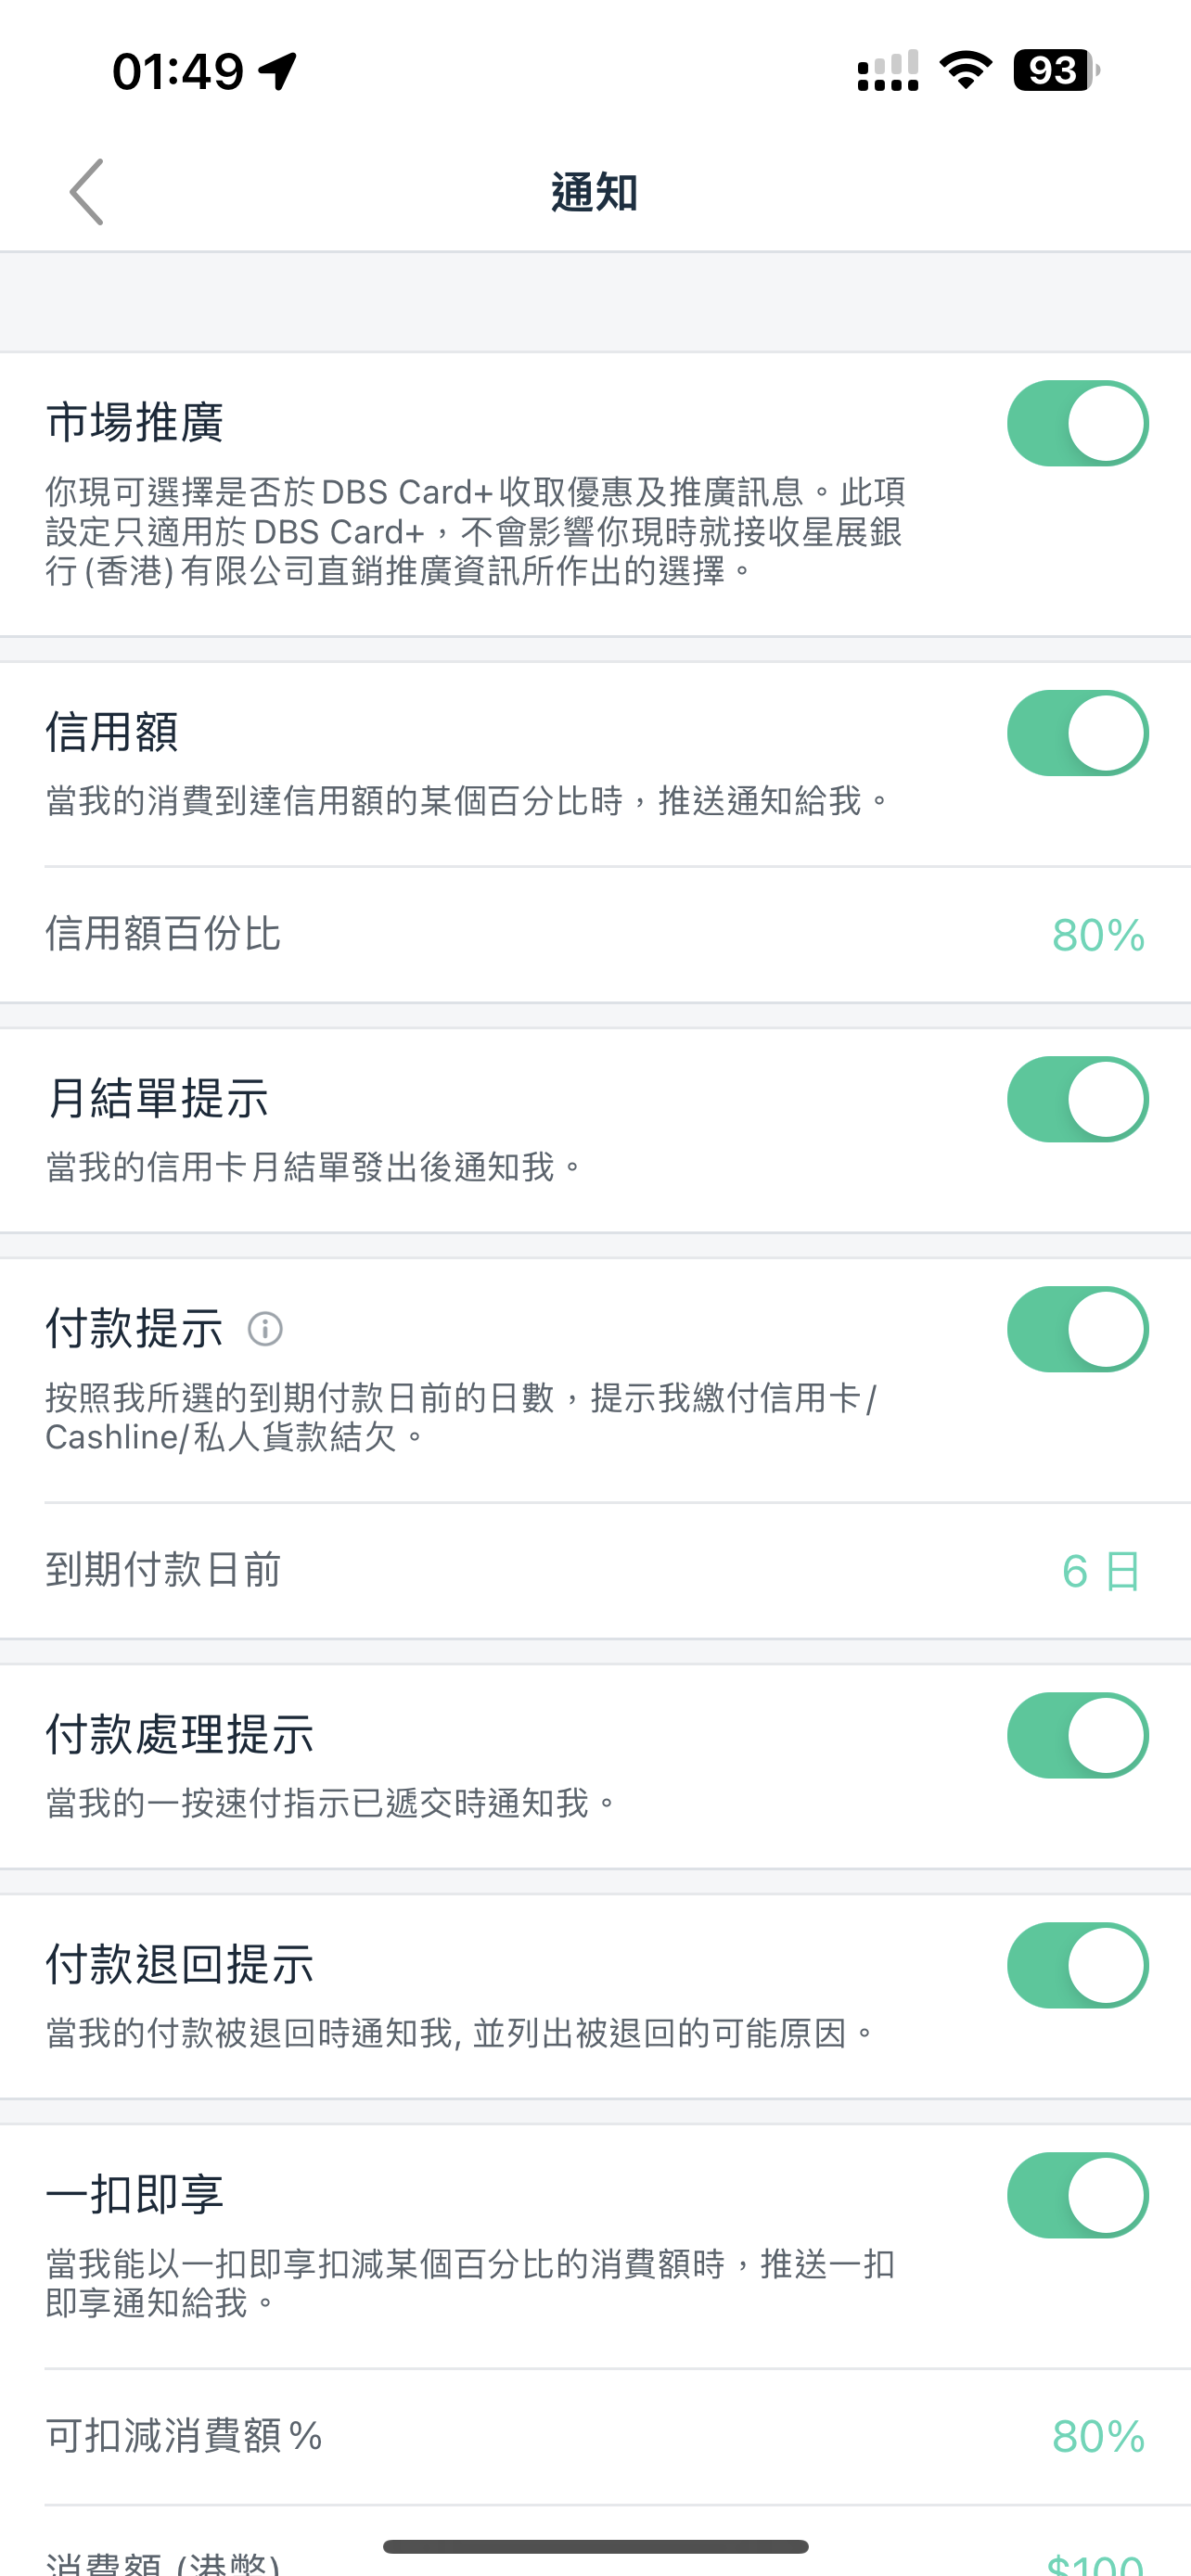 01:49
93
通知
市場推廣
你現可選擇是否於 DBS Card+ 收取優惠及推廣訊息。此項
設定只適用於 DBS Card+，不會影響你現時就接收星展銀
行 (香港) 有限公司直銷推廣資訊所作出的選擇。
信用額
當我的消費到達信用額的某個百分比時，推送通知給我。
信用額百份比
80%
月結單提示
當我的信用卡月結單發出後通知我。
付款提示
按照我所選的到期付款日前的日數，提示我繳付信用卡/
Cashline/私人貨款結欠。
到期付款日前
6 日
付款處理提示
當我的一按速付指示已遞交時通知我。
付款退回提示
當我的付款被退回時通知我, 並列出被退回的可能原因。
一扣即享
當我能以一扣即享扣減某個百分比的消費額時，推送一扣
即享通知給我。
可扣減消費額 %
80%
消費額 (港幣)
$100